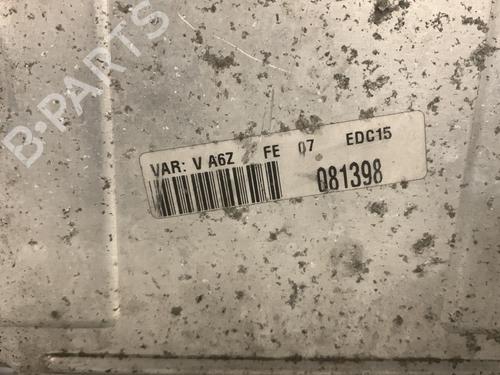 B-PARTS
VAR: V A6Z FE 07 EDC15
081398